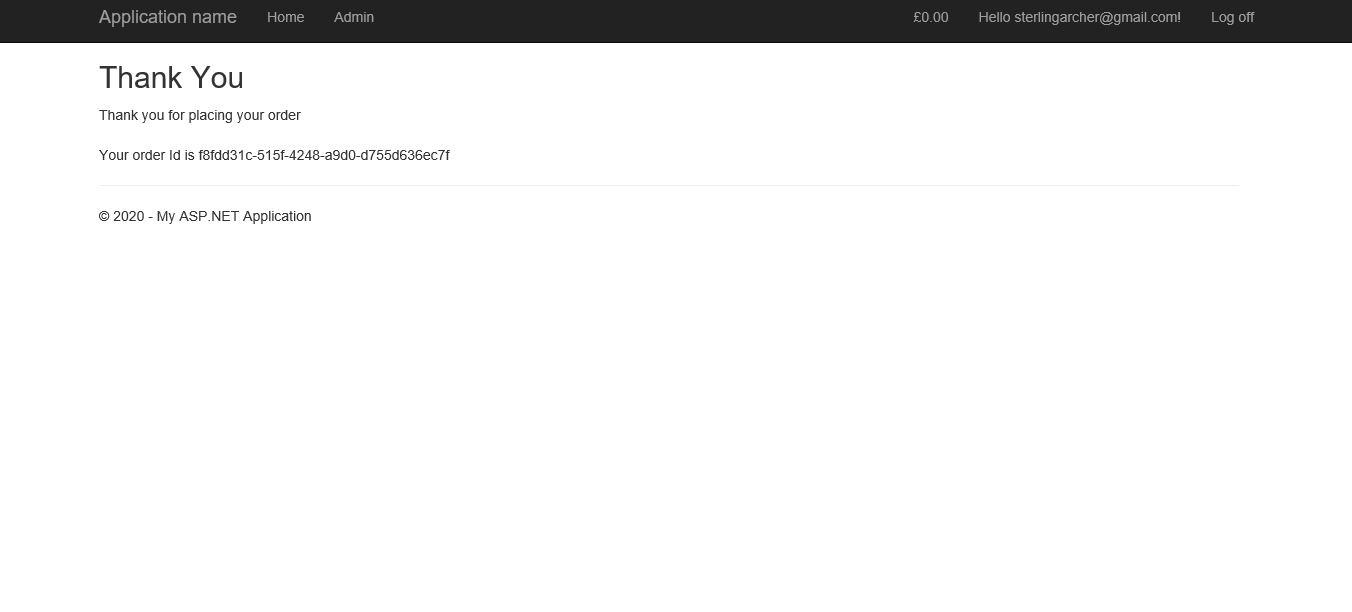 Application name Home Admin £0.00 Hello sterlingarcher@gmail.com! Log off
Thank You
Thank you for placing your order
Your order Id is f8fdd31c-515f-4248-a9d0-d755d636ec7f
© 2020 - My ASP.NET Application